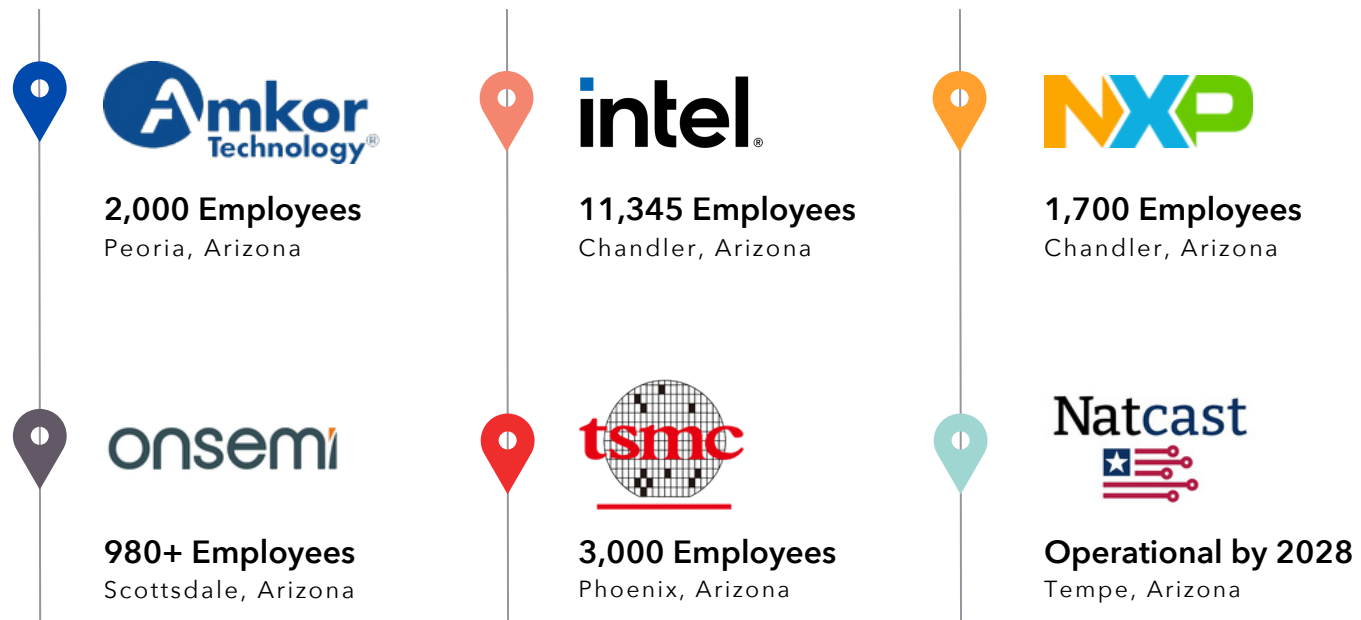 Amkor
Technology®
2,000 Employees
Peoria, Arizona
intel®
11,345 Employees
Chandler, Arizona
NXP
1,700 Employees
Chandler, Arizona
onsemi
980+ Employees
Scottsdale, Arizona
tsmc
3,000 Employees
Phoenix, Arizona
Natcast
Operational by 2028
Tempe, Arizona